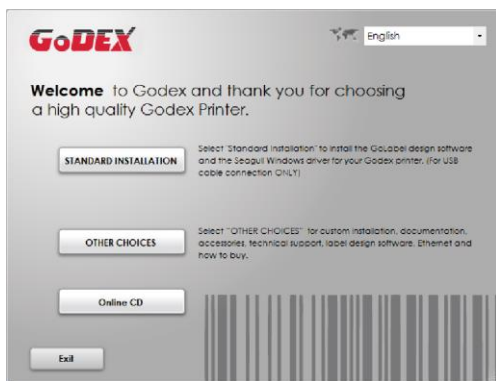 GoDEX
English
Welcome to Godex and thank you for choosing
a high quality Godex Printer.
STANDARD INSTALLATION
Select "Standard Installation" to install the GoLabel design software
and the Seagull Windows driver for your Godex printer. (For USB
cable connection ONLY)
OTHER CHOICES
Select "OTHER CHOICES" for custom installation, documentation,
accessories, technical support, label design software, Ethernet and
how to buy.
Online CD
Exit